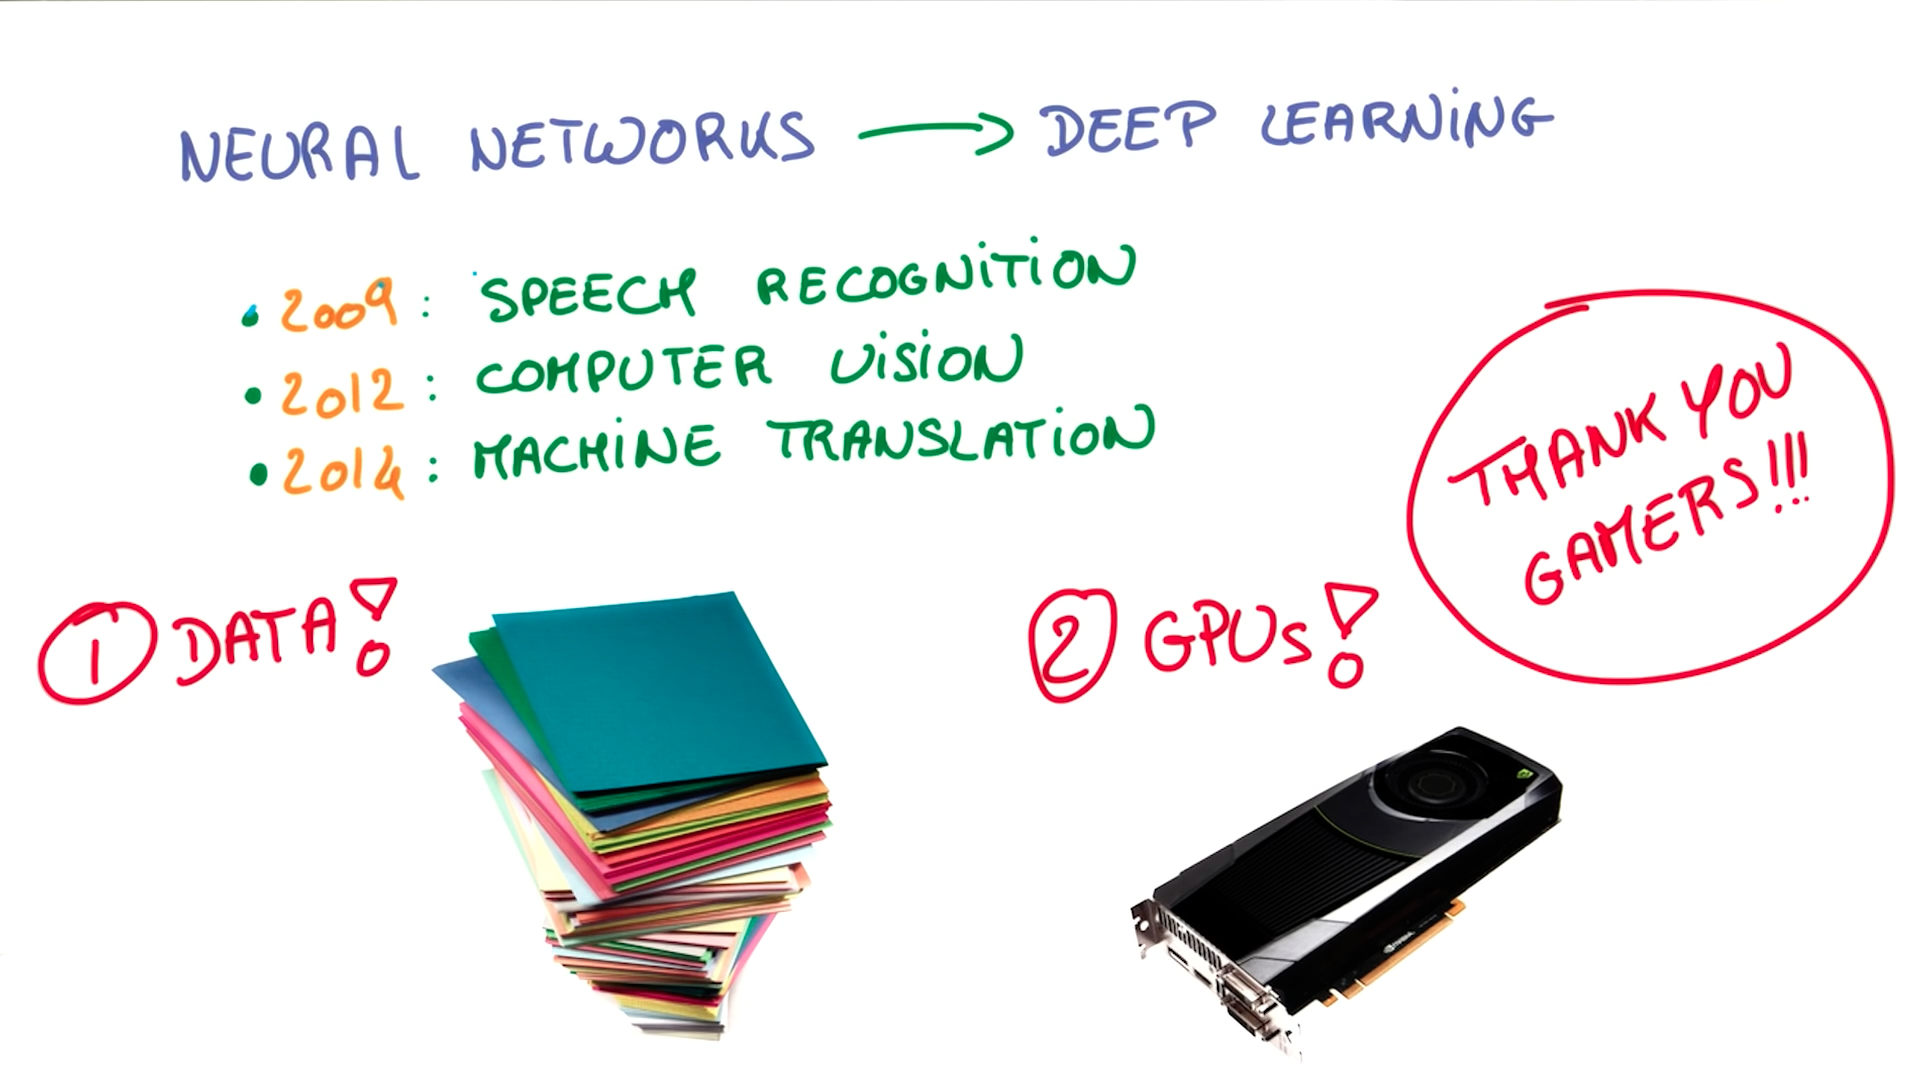 NEURAL NETWORKS → DEEP LEARNING
• 2009: SPEECH RECOGNITION
• 2012: COMPUTER VISION
• 2014: MACHINE TRANSLATION
THANK YOU
GAMERS!!!
1 DATA!
2 GPUs!
NVIDIA